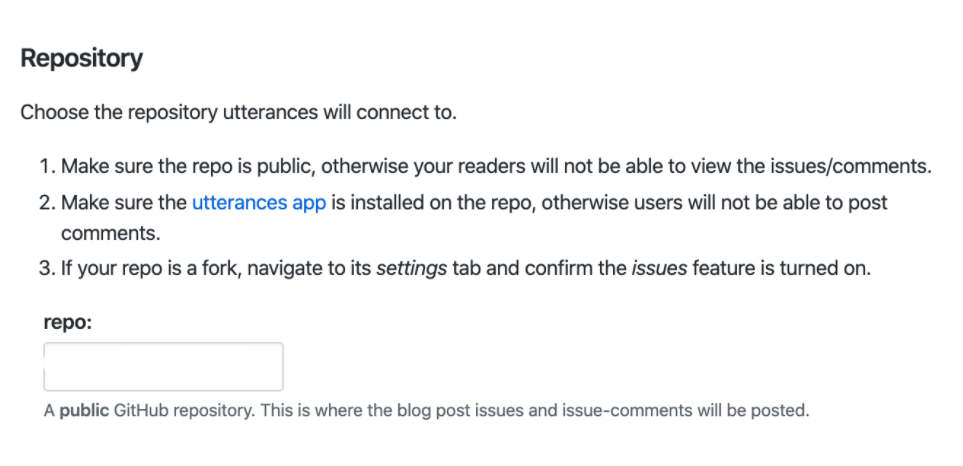 Repository
Choose the repository utterances will connect to.
1. Make sure the repo is public, otherwise your readers will not be able to view the issues/comments.
2. Make sure the utterances app is installed on the repo, otherwise users will not be able to post
comments.
3. If your repo is a fork, navigate to its settings tab and confirm the issues feature is turned on.
repo:
A public GitHub repository. This is where the blog post issues and issue-comments will be posted.